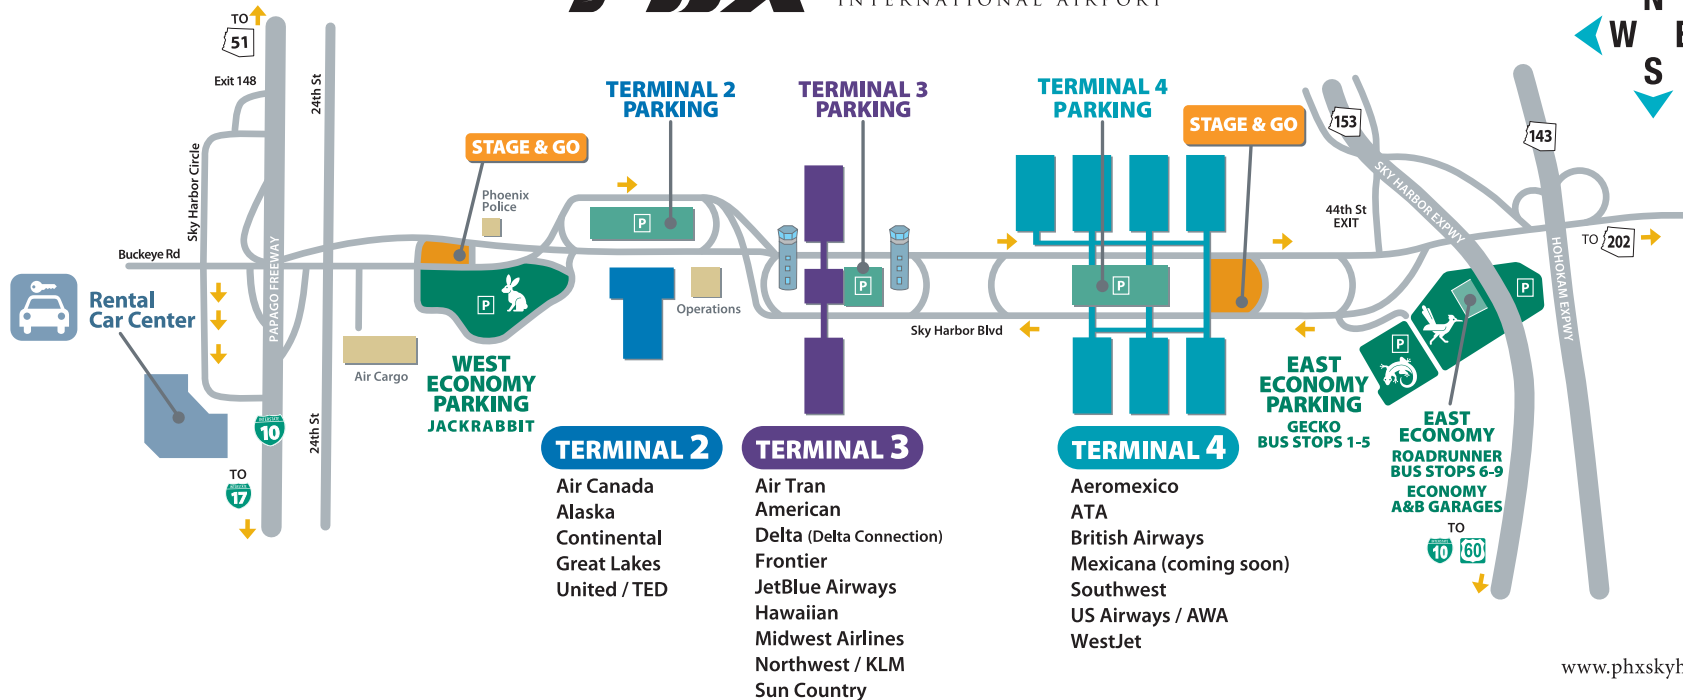 INTERNATIONAL AIRPORT
N
W
S
TO
51
Exit 148
24th St
Sky Harbor Circle
Buckeye Rd
PAPAGO FREEWAY
Rental
Car Center
10
TO
17
24th St
STAGE & GO
Phoenix
Police
Air Cargo
P
WEST
ECONOMY
PARKING
JACKRABBIT
TERMINAL 2
PARKING
P
Operations
TERMINAL 3
PARKING
P
Sky Harbor Blvd
TERMINAL 4
PARKING
P
STAGE & GO
153
143
SKY HARBOR EXPWY
44th St
EXIT
TO 202
HOHOKAM EXPWY
P
P
EAST
ECONOMY
PARKING
GECKO
BUS STOPS 1-5
EAST
ECONOMY
ROADRUNNER
BUS STOPS 6-9
ECONOMY
A&B GARAGES
TO
10 60
TERMINAL 2
Air Canada
Alaska
Continental
Great Lakes
United / TED
TERMINAL 3
Air Tran
American
Delta (Delta Connection)
Frontier
JetBlue Airways
Hawaiian
Midwest Airlines
Northwest / KLM
Sun Country
TERMINAL 4
Aeromexico
ATA
British Airways
Mexicana (coming soon)
Southwest
US Airways / AWA
WestJet